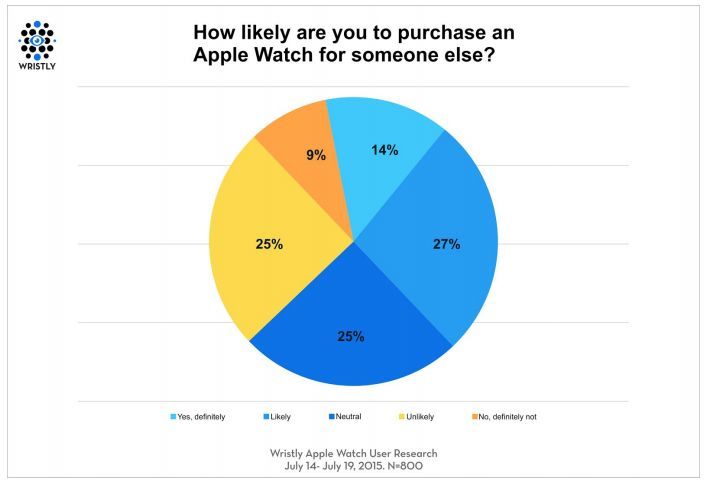 How likely are you to purchase an
Apple Watch for someone else?
WRISTLY
14%
9%
27%
25%
25%
Yes, definitely
Likely
Neutral
Unlikely
No, definitely not
Wristly Apple Watch User Research
July 14- July 19, 2015. N=800